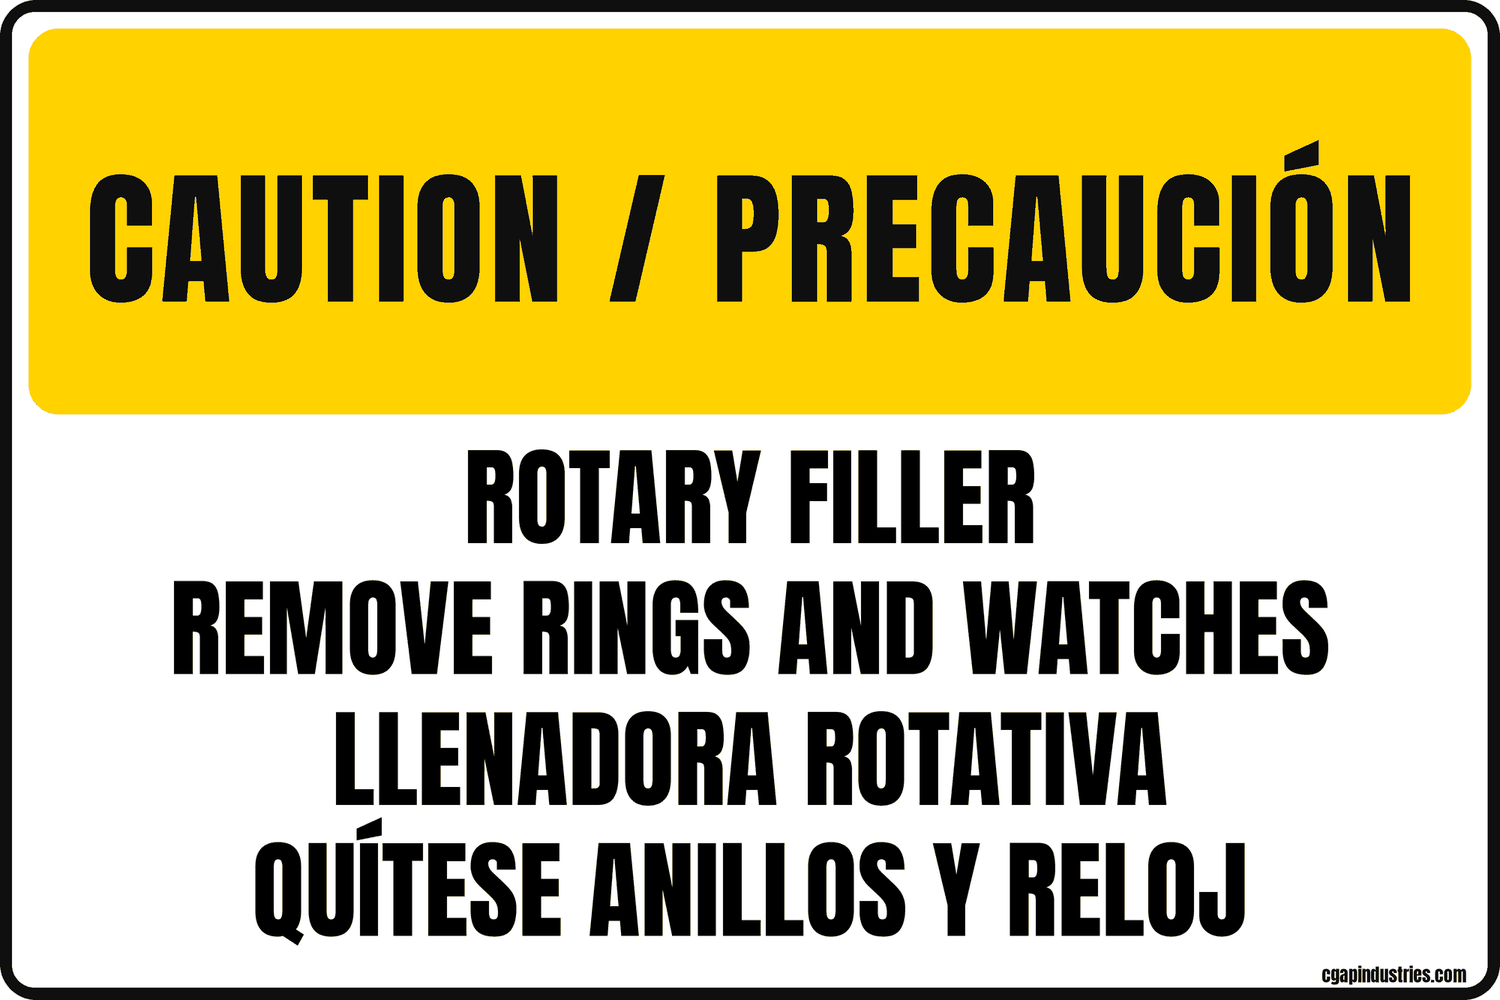 CAUTION / PRECAUCIÓN
ROTARY FILLER
REMOVE RINGS AND WATCHES
LLENADORA ROTATIVA
QUÍTESE ANILLOS Y RELOJ
cgapindustries.com